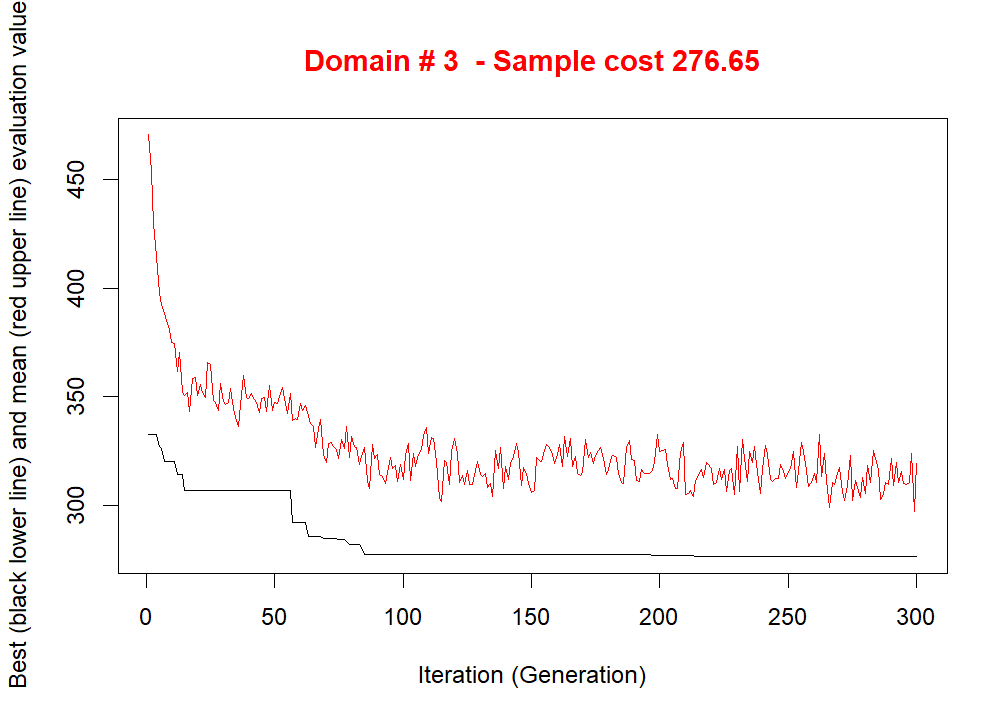 Domain # 3  - Sample cost 276.65
Best (black lower line) and mean (red upper line) evaluation value
450
400
350
300
0 50 100 150 200 250 300
Iteration (Generation)